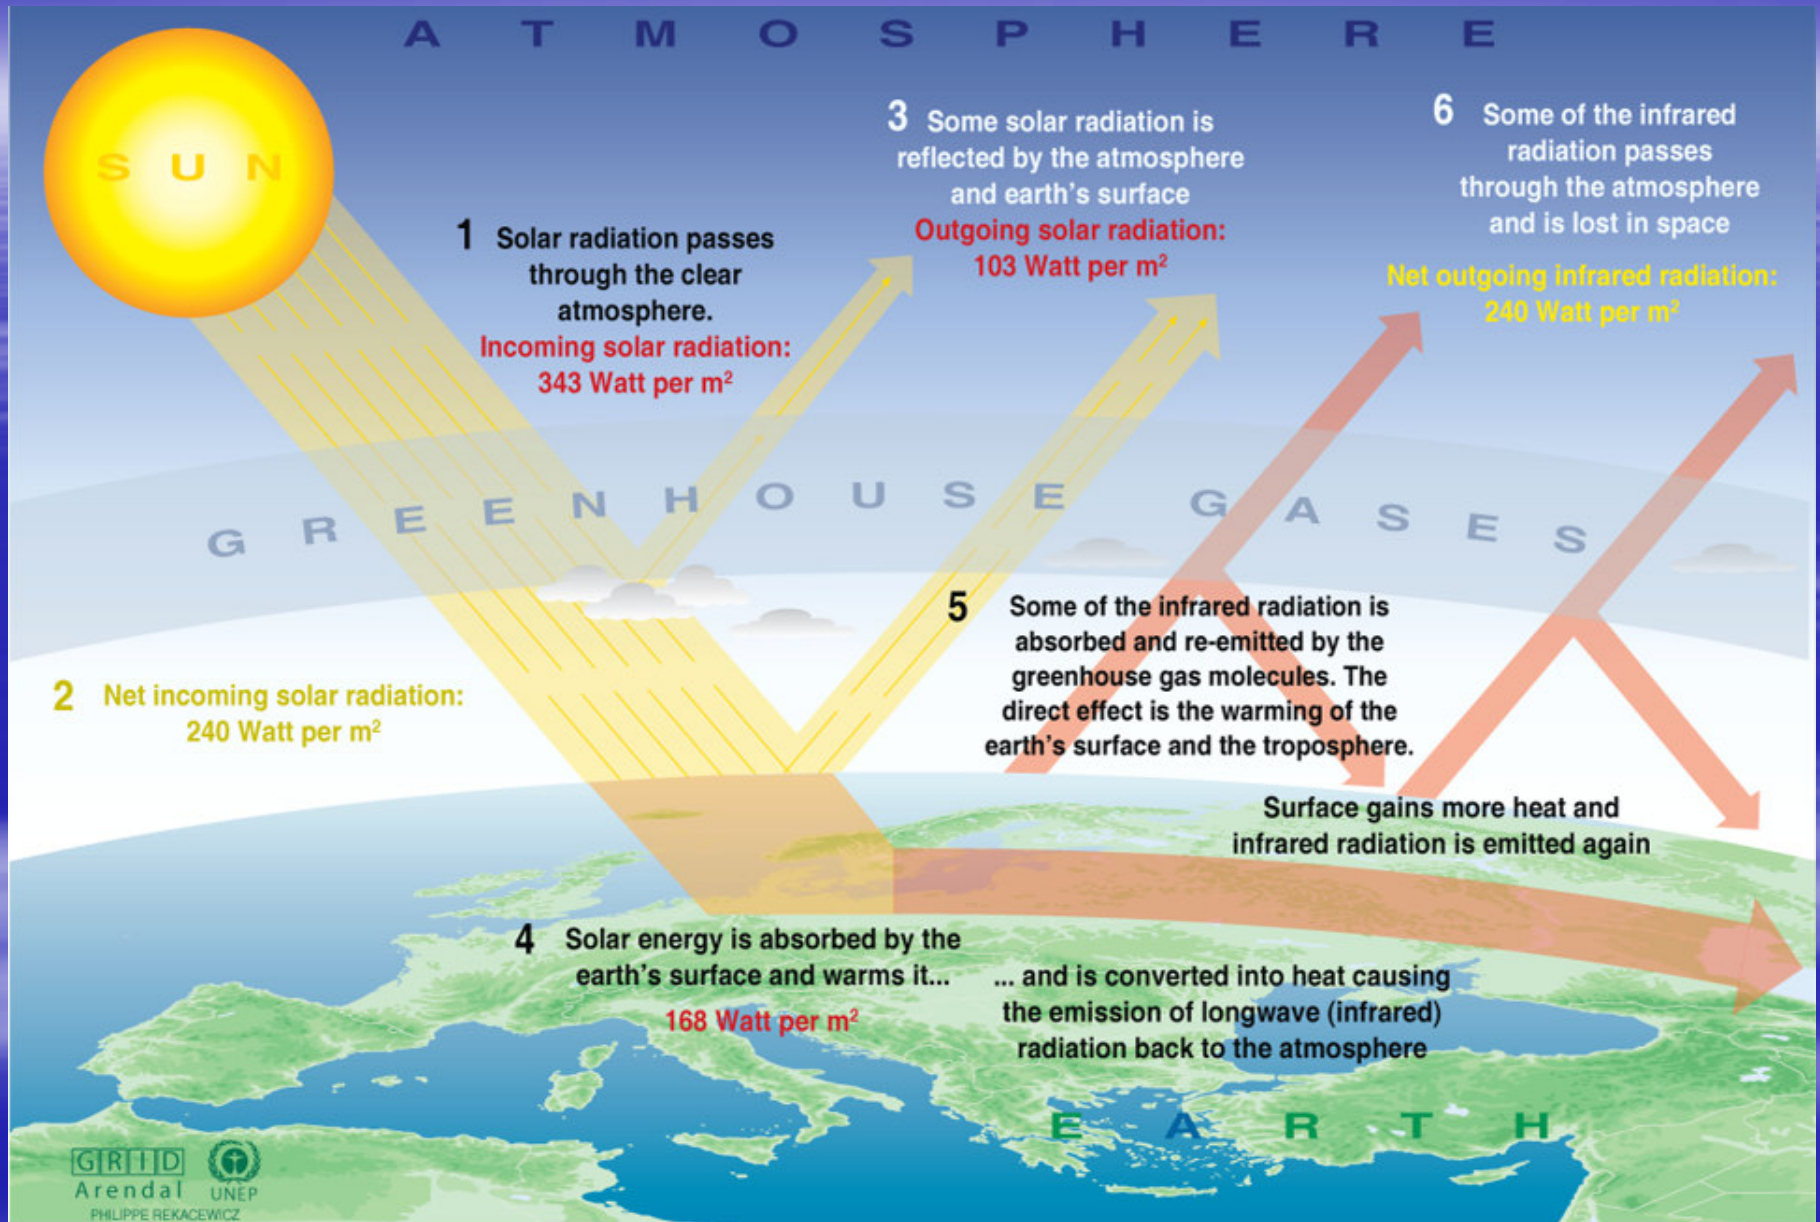 A T M O S P H E R E
S U N
1 Solar radiation passes
through the clear
atmosphere.
Incoming solar radiation:
343 Watt per m²
3 Some solar radiation is
reflected by the atmosphere
and earth's surface
Outgoing solar radiation:
103 Watt per m²
6 Some of the infrared
radiation passes
through the atmosphere
and is lost in space
Net outgoing infrared radiation:
240 Watt per m²
G R E E N H O U S E G A S E S
2 Net incoming solar radiation:
240 Watt per m²
5 Some of the infrared radiation is
absorbed and re-emitted by the
greenhouse gas molecules. The
direct effect is the warming of the
earth's surface and the troposphere.
Surface gains more heat and
infrared radiation is emitted again
4 Solar energy is absorbed by the
earth's surface and warms it...
168 Watt per m²
... and is converted into heat causing
the emission of longwave (infrared)
radiation back to the atmosphere
E A R T H
GRID
Arendal UNEP
PHILIPPE REKACEWICZ